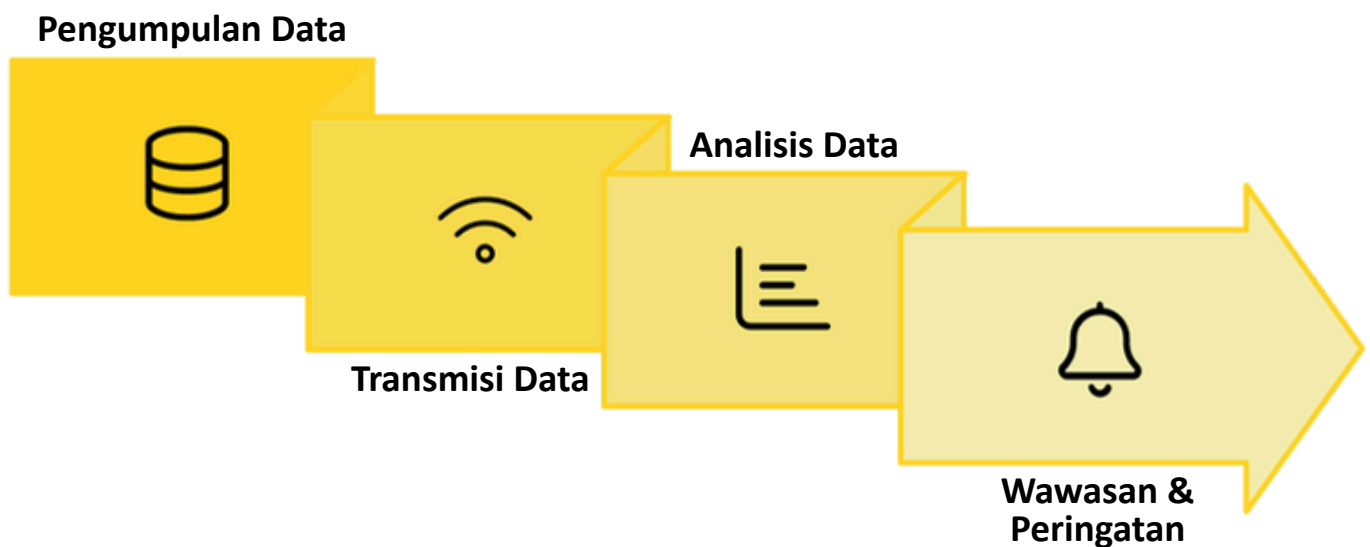 Pengumpulan Data
Transmisi Data
Analisis Data
Wawasan &
Peringatan